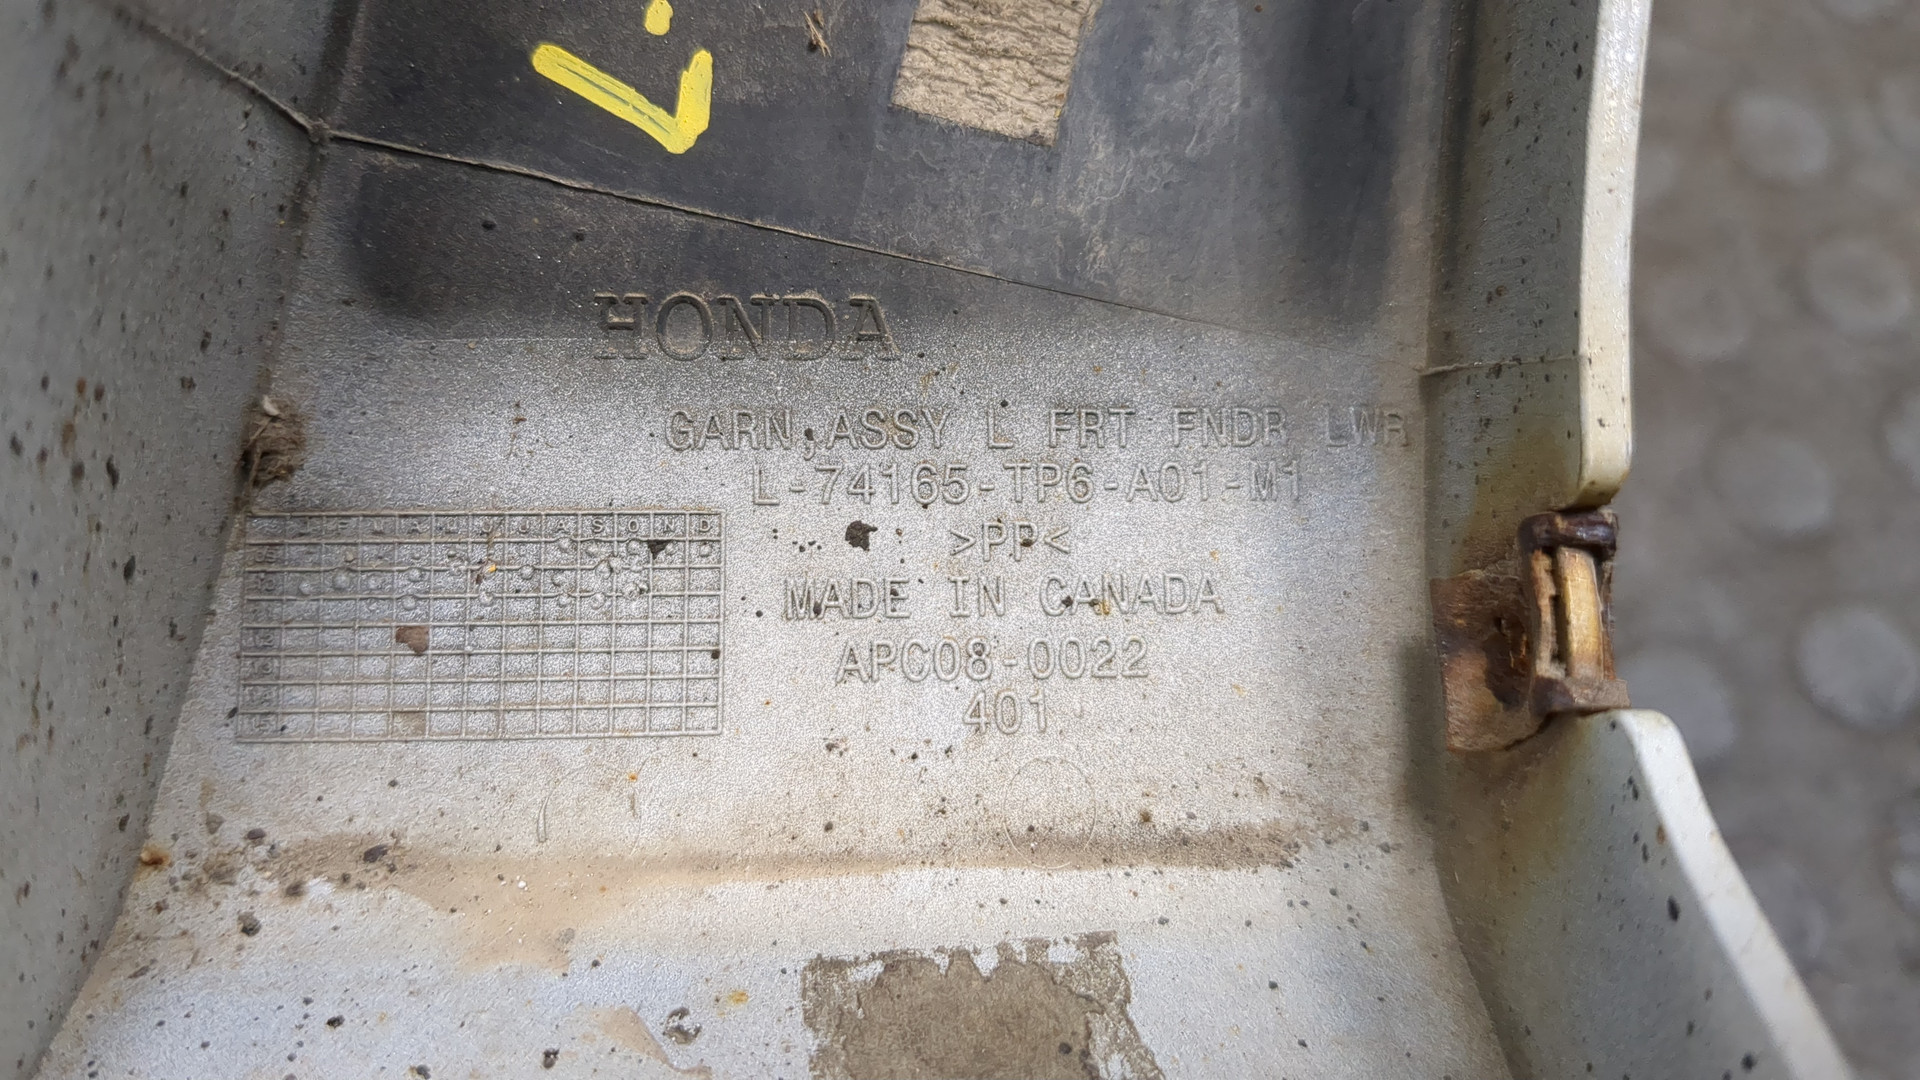 L.
HONDA
GARN,ASSY L FRT FNDR LWR
L-74165-TP6-A01-M1
J F M A M J J A S O N D
>PP<
MADE IN CANADA
APC08-0022
401